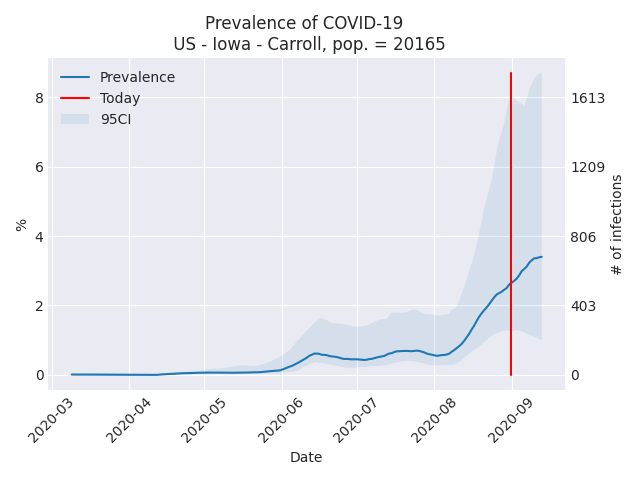 Prevalence of COVID-19
US - Iowa - Carroll, pop. = 20165
Prevalence
Today
95CI
%
8
6
4
2
0
1613
1209
806
403
0
# of infections
2020-03
2020-04
2020-05
2020-06
2020-07
2020-08
2020-09
Date